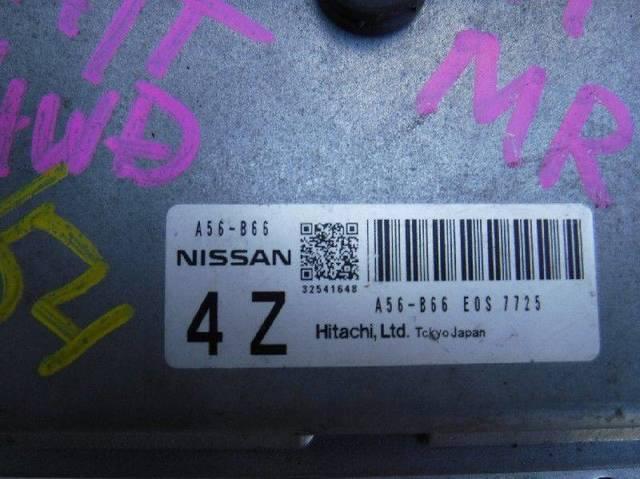 4WD
MR
A56-B66
NISSAN
32541648
4 Z
A56-B66 E0S 7725
Hitachi, Ltd. Tokyo Japan